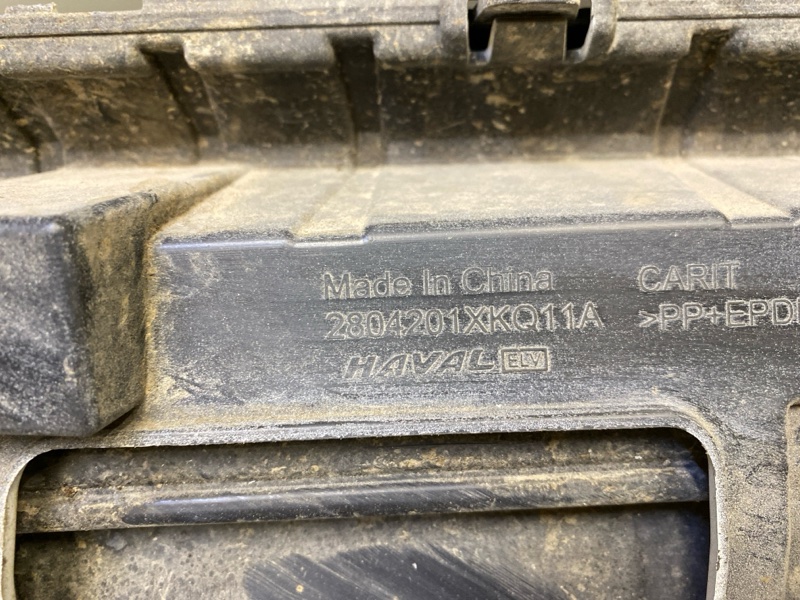 Made In China
2804201XKQ11A
HAVAL ELV
CARIT
>PP+EPD